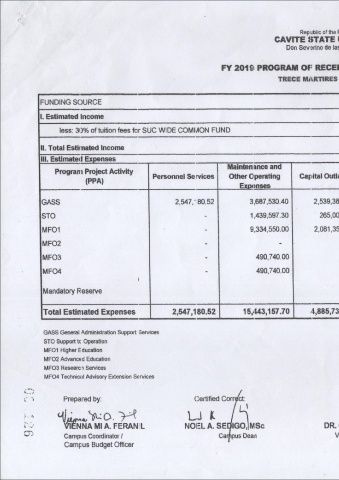 Republic of the
CAVITE STATE
Don Severino de las
FY 2019 PROGRAM OF RECEI
TRECE MARTIRES
FUNDING SOURCE
I. Estimated Income
less: 30% of tuition fees for SUC WIDE COMMON FUND
II. Total Estimated Income
III. Estimated Expenses
Program Project Activity (PPA) Personnel Services Maintenance and Other Operating Expenses Capital Outl
GASS 2,547,180.52 3,687,530.40 2,539,38
STO - 1,439,597.30 265,00
MFO1 - 9,334,550.00 2,081,35
MFO2 - -
MFO3 - 490,740.00
MFO4 - 490,740.00
Mandatory Reserve
Total Estimated Expenses 2,547,180.52 15,443,157.70 4,885,73
GASS General Administration Support Services
STO Support to Operation
MFO1 Higher Education
MFO2 Advanced Education
MFO3 Research Services
MFO4 Technical Advisory Extension Services
Prepared by: Certified Correct:
VIENNA MI A. FERANIL NOEL A. SEDIGO, MSc DR.
Campus Coordinator / Campus Dean
Campus Budget Officer